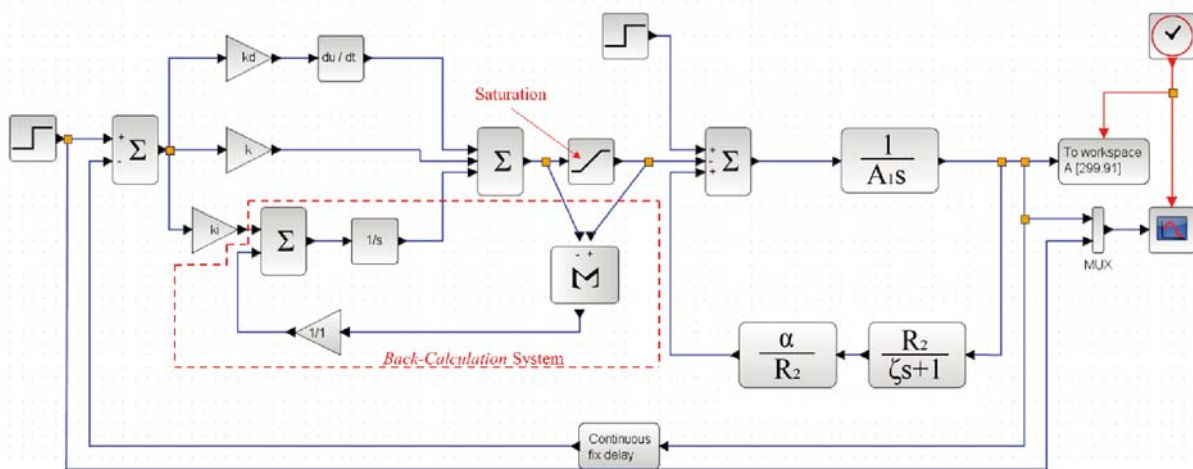 kd
du / dt
Saturation
+
-
Σ
k
Σ
+
-
+
Σ
1
A₁s
To workspace
A [299.91]
ki
Σ
1/s
- +
Σ
MUX
1/1
Back-Calculation System
α
R₂
R₂
ζs+1
Continuous
fix delay